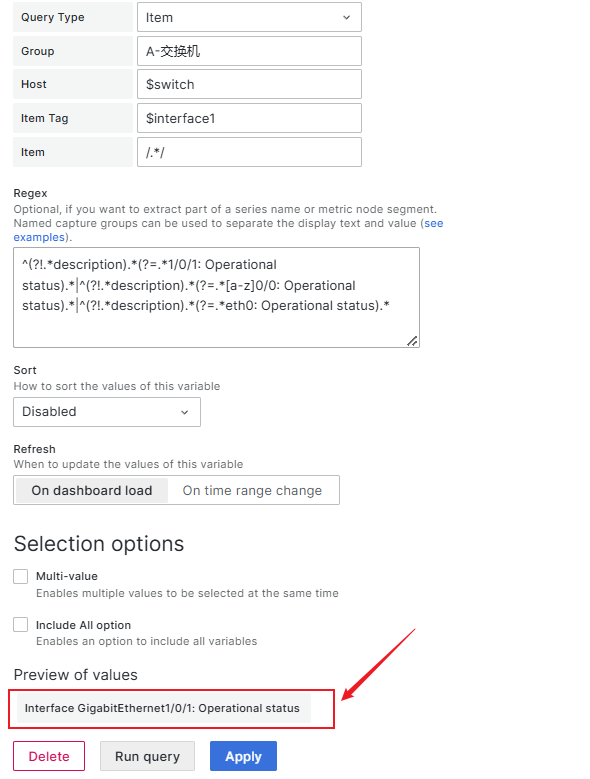 Query Type Item
Group A-交换机
Host $switch
Item Tag $interface1
Item /.*/
Regex
Optional, if you want to extract part of a series name or metric node segment.
Named capture groups can be used to separate the display text and value (see
examples).
^(?!.*description).*(?=.*1/0/1: Operational
status).*|^(?!.*description).*(?=.*[a-z]0/0: Operational
status).*|^(?!.*description).*(?=.*eth0: Operational status).*
Sort
How to sort the values of this variable
Disabled
Refresh
When to update the values of this variable
On dashboard load On time range change
Selection options
Multi-value
Enables multiple values to be selected at the same time
Include All option
Enables an option to include all variables
Preview of values
Interface GigabitEthernet1/0/1: Operational status
Delete Run query Apply